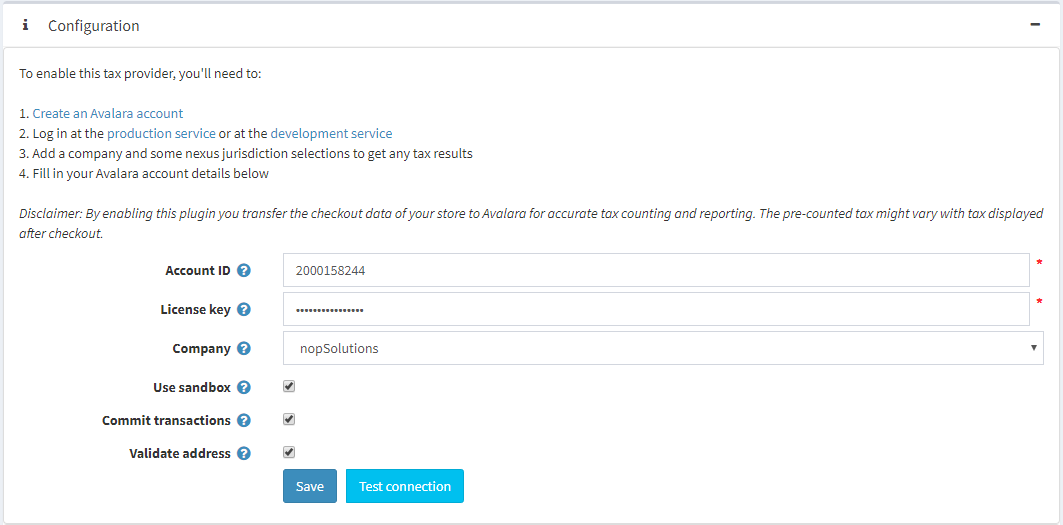 Configuration
To enable this tax provider, you'll need to:
1. Create an Avalara account
2. Log in at the production service or at the development service
3. Add a company and some nexus jurisdiction selections to get any tax results
4. Fill in your Avalara account details below
Disclaimer: By enabling this plugin you transfer the checkout data of your store to Avalara for accurate tax counting and reporting. The pre-counted tax might vary with tax displayed
after checkout.
Account ID ? 2000158244 *
License key ? •••••••••••••••• *
Company ? nopSolutions
Use sandbox ?
Commit transactions ?
Validate address ?
Save Test connection